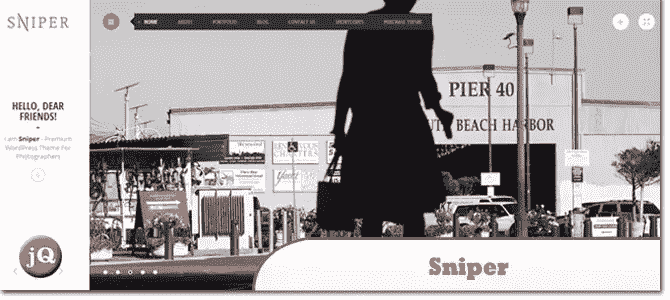 SNIPER
HOME ABOUT PORTFOLIO BLOG CONTACT US SHORTCODES PURCHASE THEME
HELLO, DEAR
FRIENDS!
I am Sniper - Premium
WordPress Theme For
Photographers
PIER 40
BEACH HARBOR
jQ
Sniper